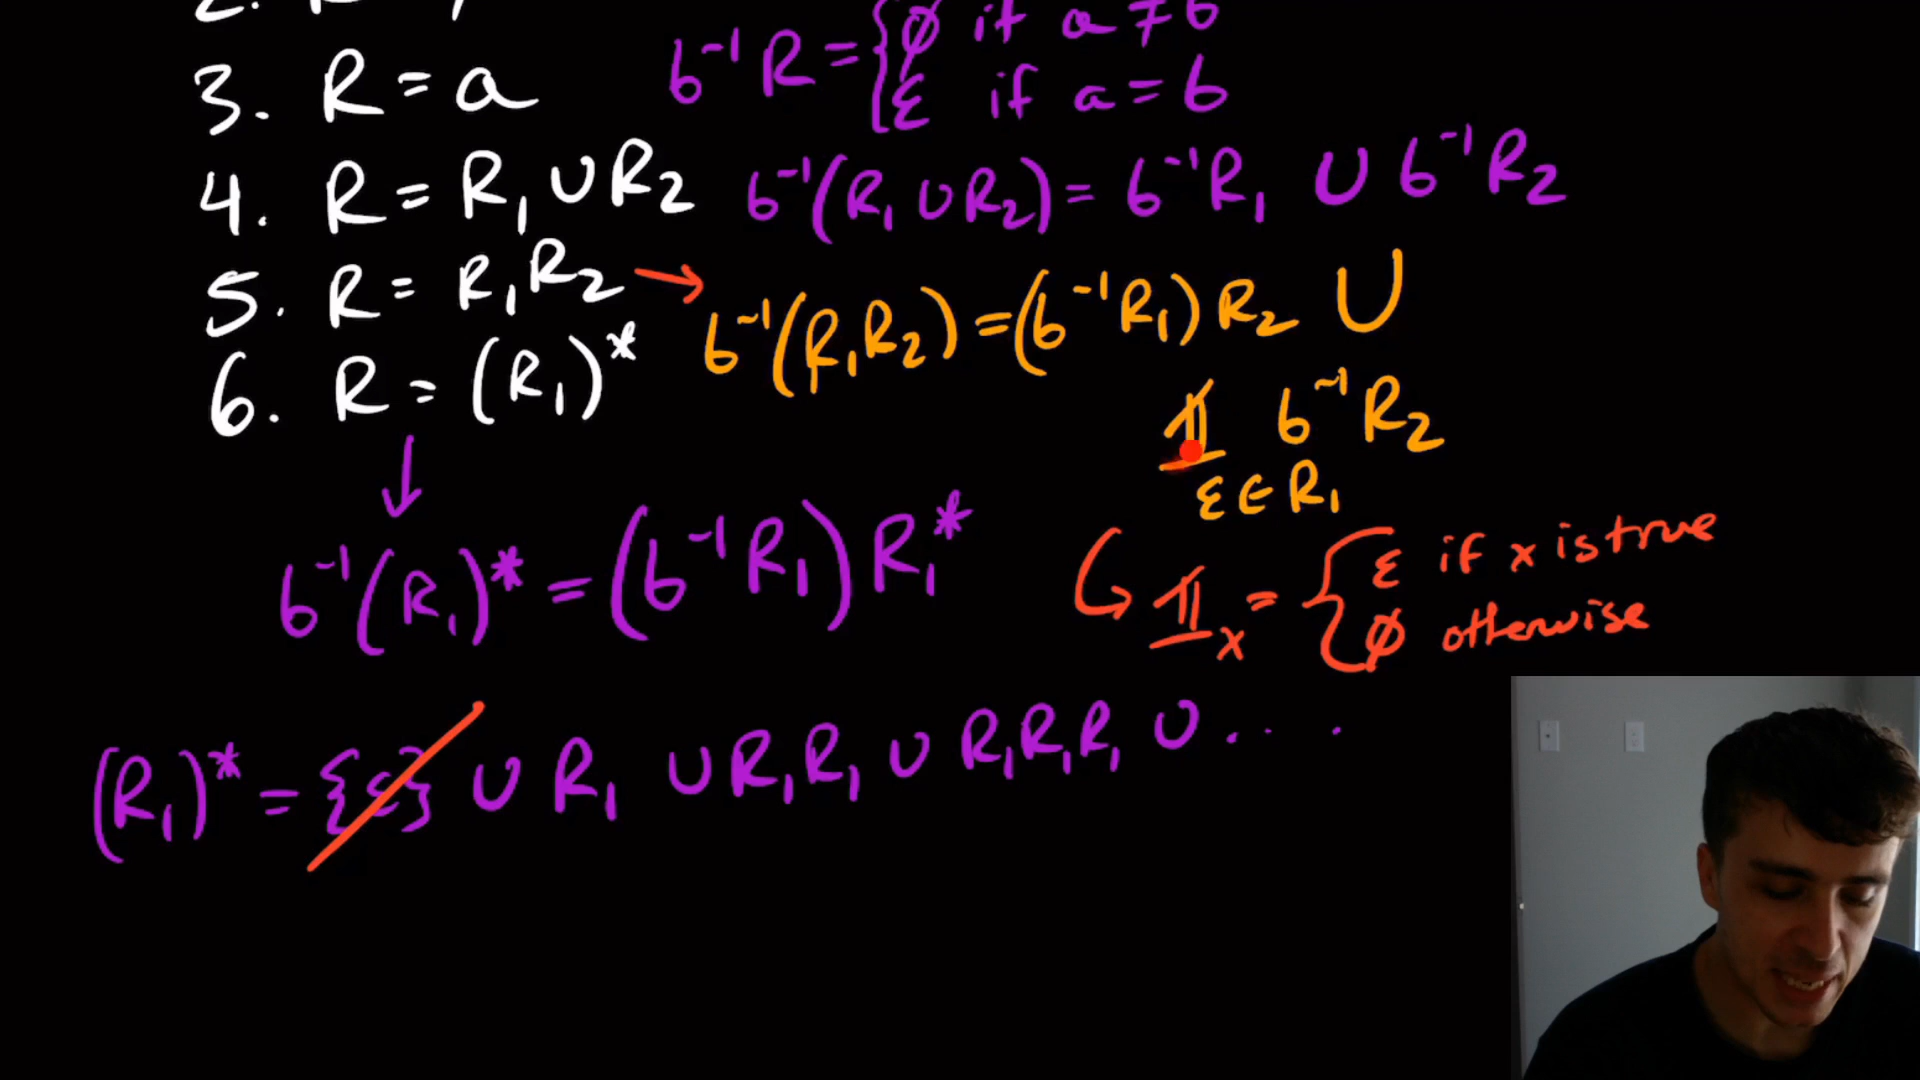 2. R
3. R = a
b⁻¹R = { ∅ if a ≠ b
ε if a = b
4. R = R₁ ∪ R₂ b⁻¹(R₁ ∪ R₂) = b⁻¹R₁ ∪ b⁻¹R₂
5. R = R₁R₂ → b⁻¹(R₁R₂) = (b⁻¹R₁)R₂ ∪
𝟙 b⁻¹R₂
ε ∈ R₁
6. R = (R₁)*
↓
b⁻¹(R₁)* = (b⁻¹R₁)R₁*
↪ 𝟙ₓ = { ε if x is true
∅ otherwise
(R₁)* = {ε} ∪ R₁ ∪ R₁R₁ ∪ R₁R₁R₁ ∪ . . . .